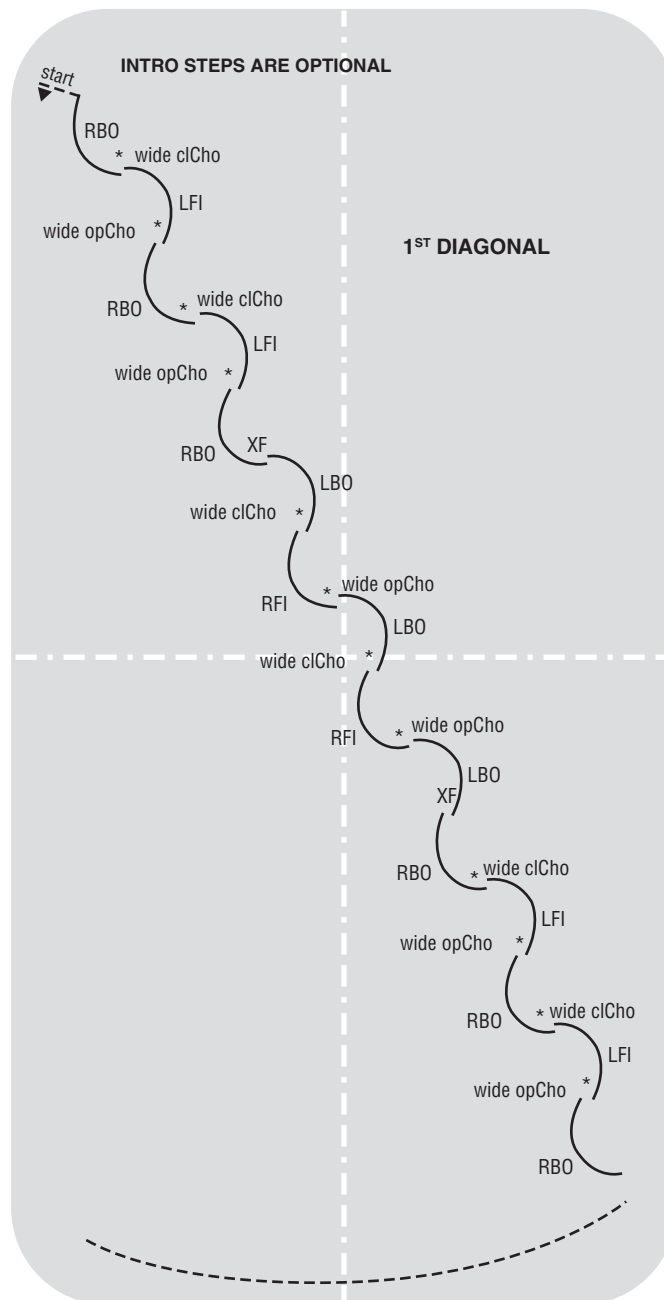 INTRO STEPS ARE OPTIONAL
start
RBO
* wide clCho
LFI
wide opCho *
1ST DIAGONAL
RBO
* wide clCho
LFI
wide opCho *
RBO
XF
LBO
wide clCho *
RFI
* wide opCho
LBO
wide clCho *
RFI
* wide opCho
LBO
XF
RBO
* wide clCho
LFI
wide opCho *
RBO
* wide clCho
LFI
wide opCho *
RBO